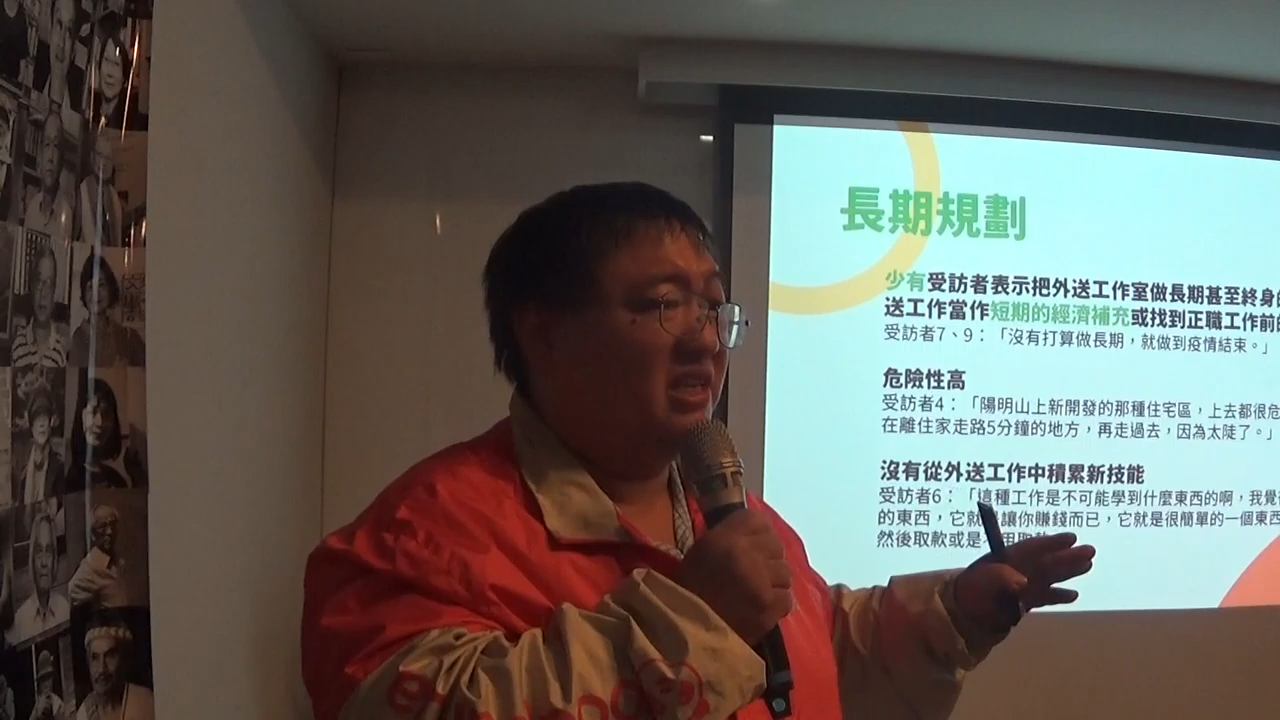 長期規劃
少有受訪者表示把外送工作室做長期甚至終身的
送工作當作短期的經濟補充或找到正職工作前的
受訪者7、9：「沒有打算做長期，就做到疫情結束。」
危險性高
受訪者4：「陽明山上新開發的那種住宅區，上去都很危
在離住家走路5分鐘的地方，再走過去，因為太陡了。」
沒有從外送工作中積累新技能
受訪者6：「這種工作是不可能學到什麼東西的啊，我覺
的東西，它就 讓你賺錢而已，它就是很簡單的一個東西
然後取款或是